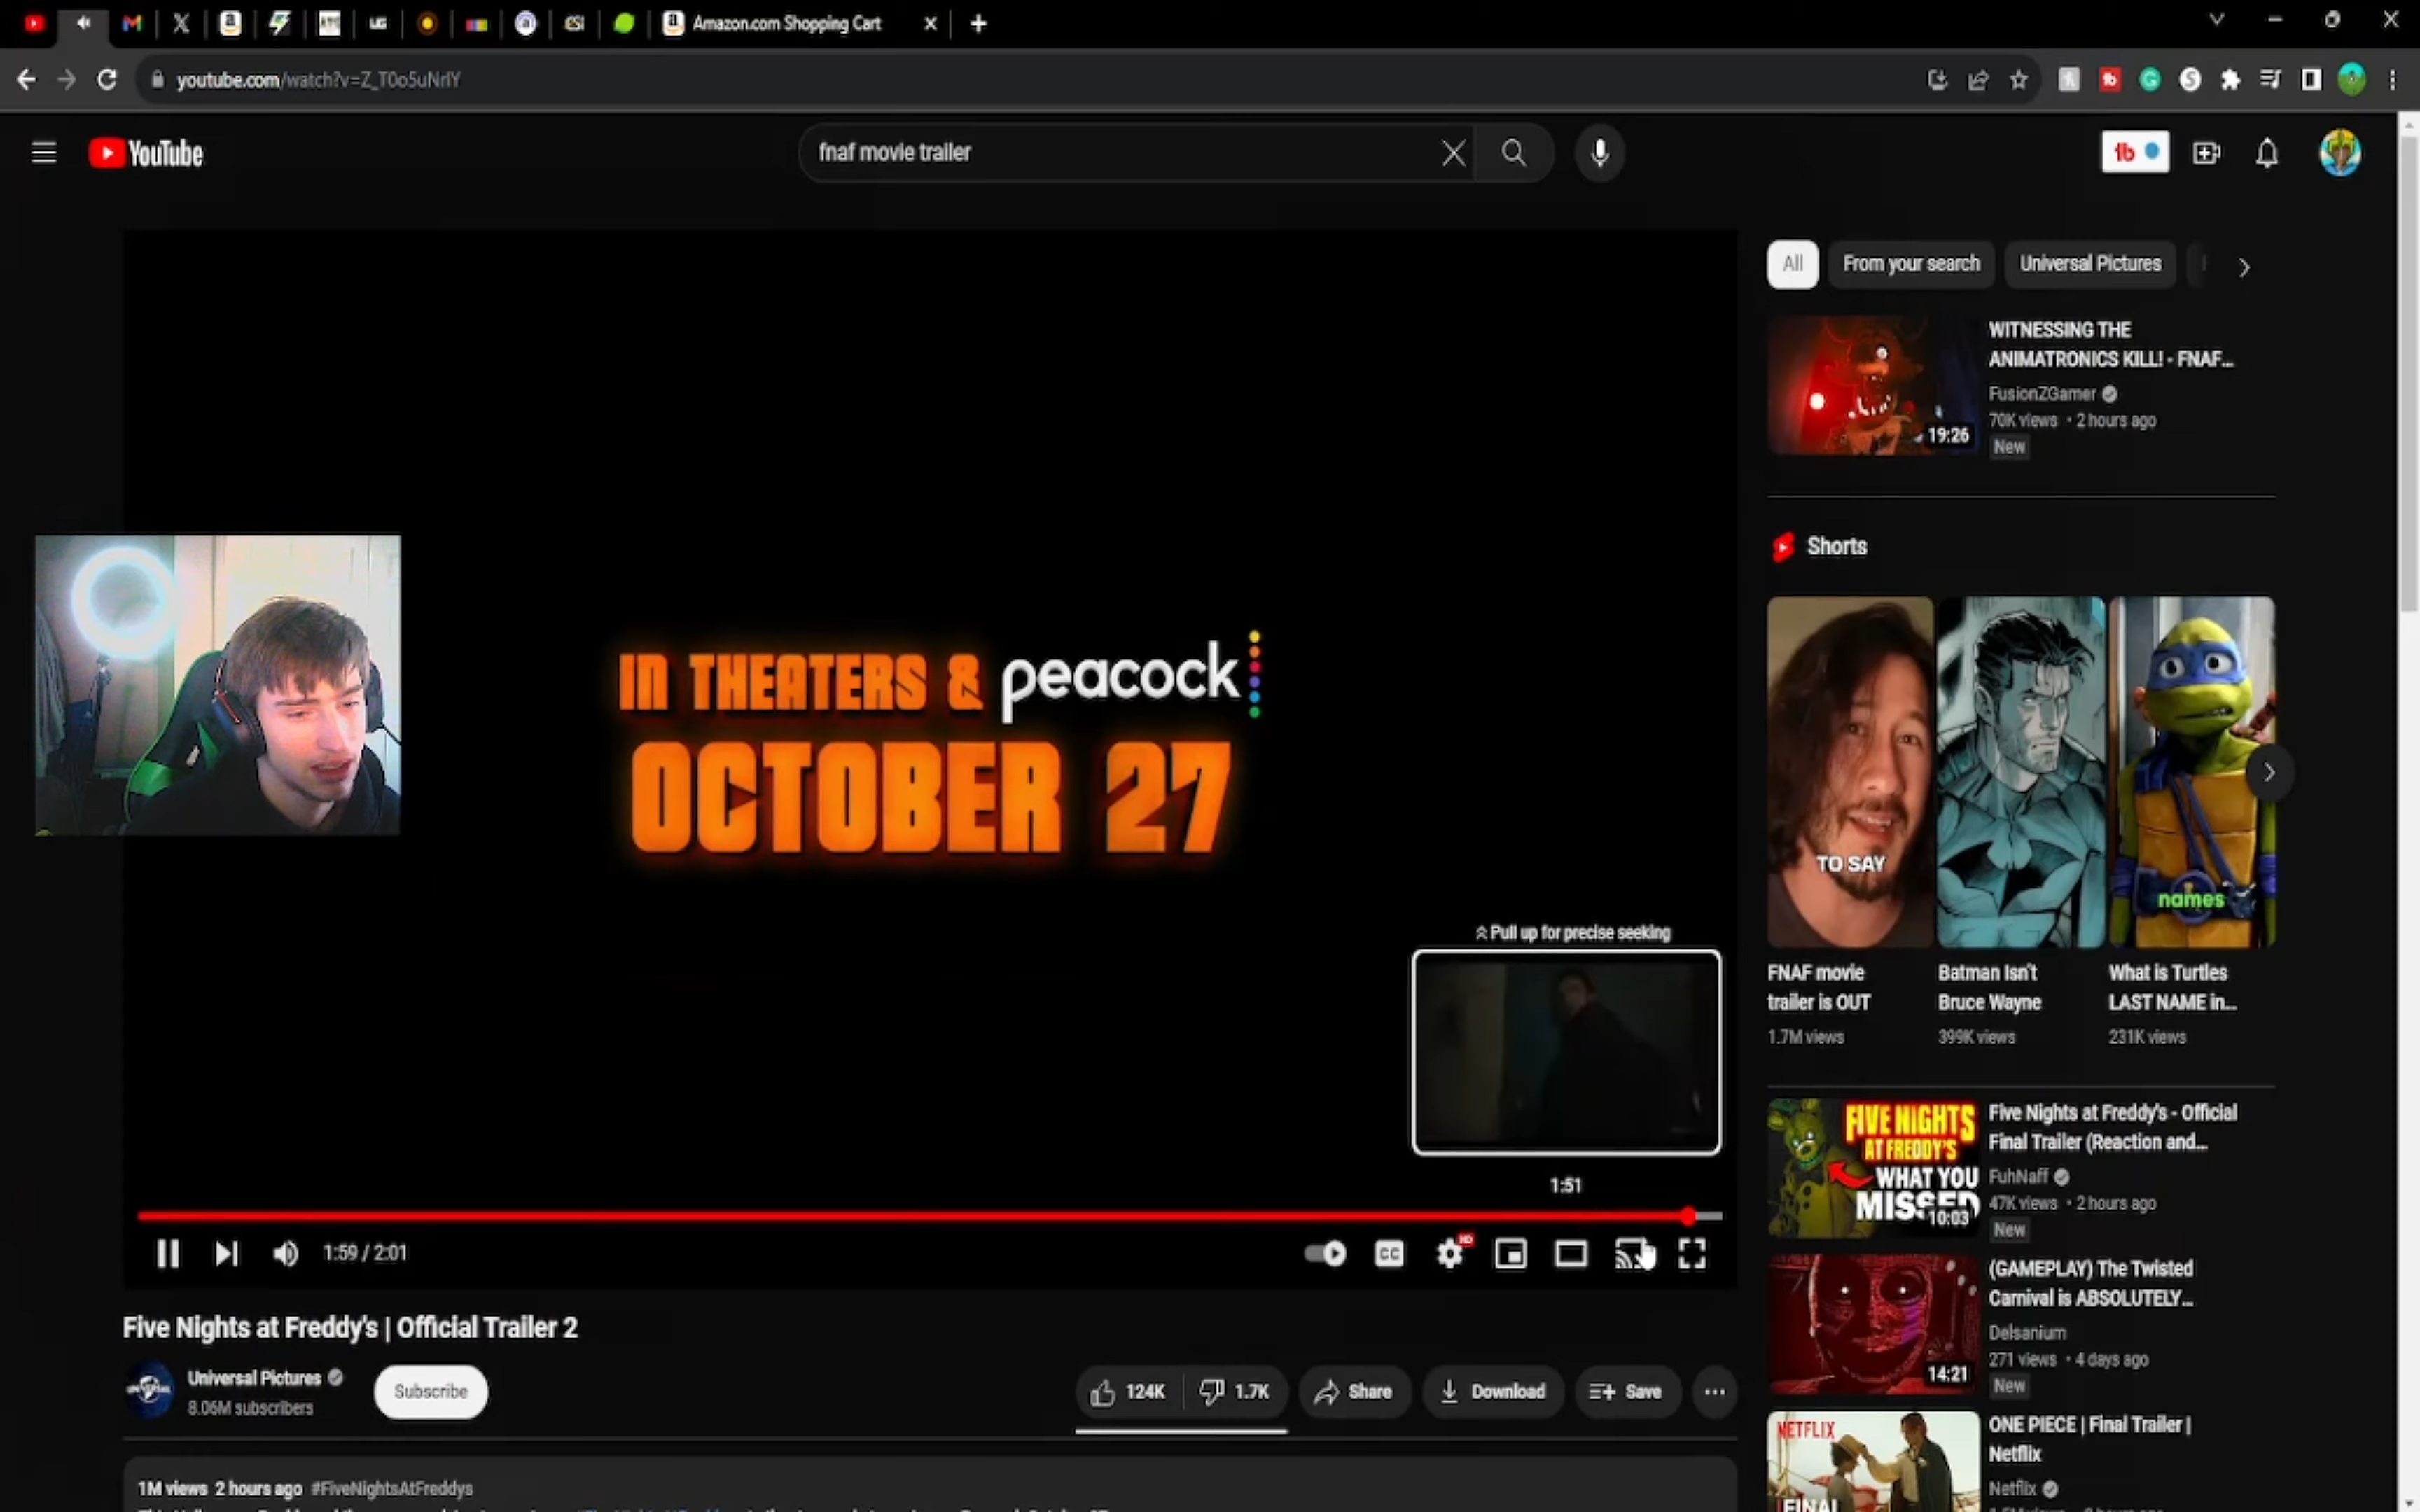 Amazon.com Shopping Cart
youtube.com/watch?v=Z_T0o5uNrlY
YouTube
fnaf movie trailer
All
From your search
Universal Pictures
WITNESSING THE
ANIMATRONICS KILL! - FNAF...
FusionZGamer
70K views • 2 hours ago
New
19:26
Shorts
IN THEATERS & peacock
OCTOBER 27
TO SAY
names
FNAF movie
trailer is OUT
1.7M views
Batman Isn't
Bruce Wayne
399K views
What is Turtles
LAST NAME in...
231K views
Pull up for precise seeking
1:51
1:59 / 2:01
CC
HD
FIVE NIGHTS
AT FREDDY'S
WHAT YOU
MISSED
10:03
Five Nights at Freddy's - Official
Final Trailer (Reaction and...
FuhNaff
47K views • 2 hours ago
New
(GAMEPLAY) The Twisted
Carnival is ABSOLUTELY...
Delsanium
271 views • 4 days ago
New
14:21
NETFLIX
FINAL
ONE PIECE | Final Trailer |
Netflix
Netflix
Five Nights at Freddy's | Official Trailer 2
Universal Pictures
8.06M subscribers
Subscribe
124K
1.7K
Share
Download
Save
1M views 2 hours ago #FiveNightsAtFreddys